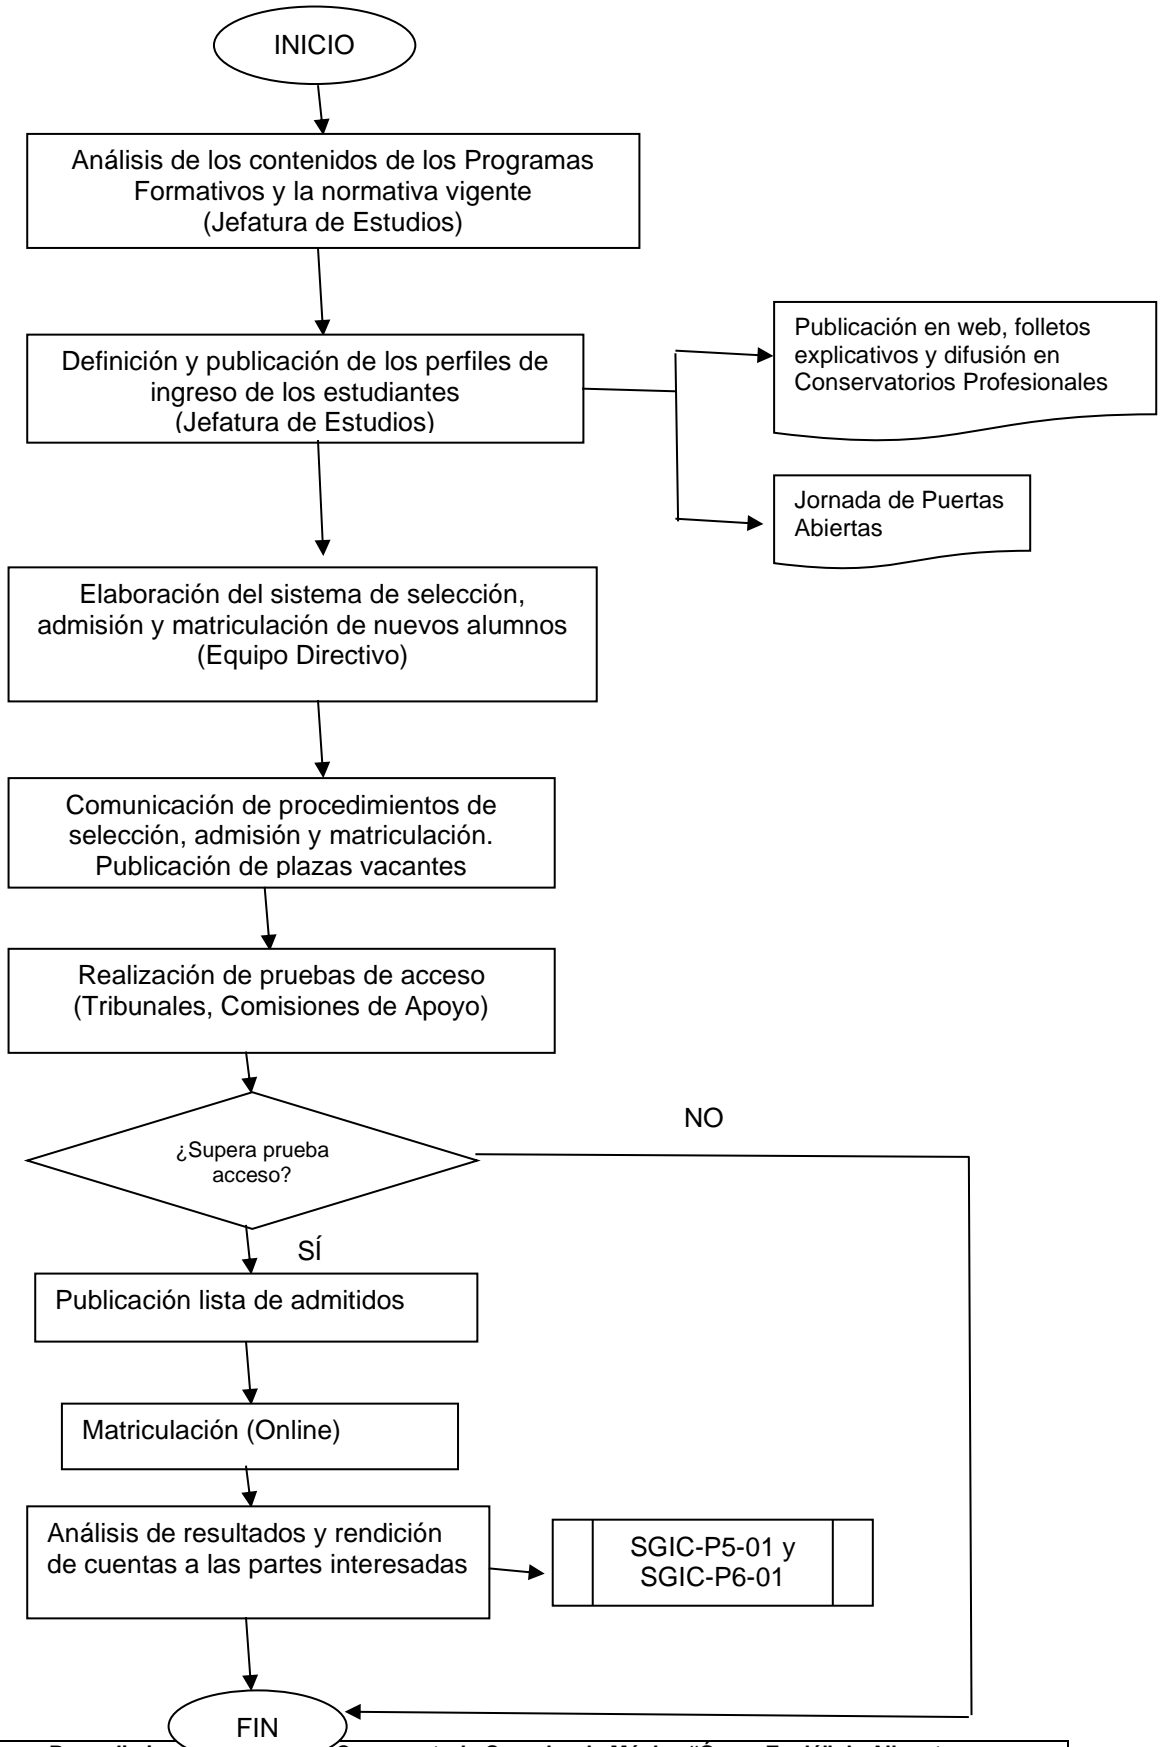 INICIO
Análisis de los contenidos de los Programas
Formativos y la normativa vigente
(Jefatura de Estudios)
Definición y publicación de los perfiles de
ingreso de los estudiantes
(Jefatura de Estudios)
Publicación en web, folletos
explicativos y difusión en
Conservatorios Profesionales
Jornada de Puertas
Abiertas
Elaboración del sistema de selección,
admisión y matriculación de nuevos alumnos
(Equipo Directivo)
Comunicación de procedimientos de
selección, admisión y matriculación.
Publicación de plazas vacantes
Realización de pruebas de acceso
(Tribunales, Comisiones de Apoyo)
¿Supera prueba
acceso?
NO
SÍ
Publicación lista de admitidos
Matriculación (Online)
Análisis de resultados y rendición
de cuentas a las partes interesadas
SGIC-P5-01 y
SGIC-P6-01
FIN